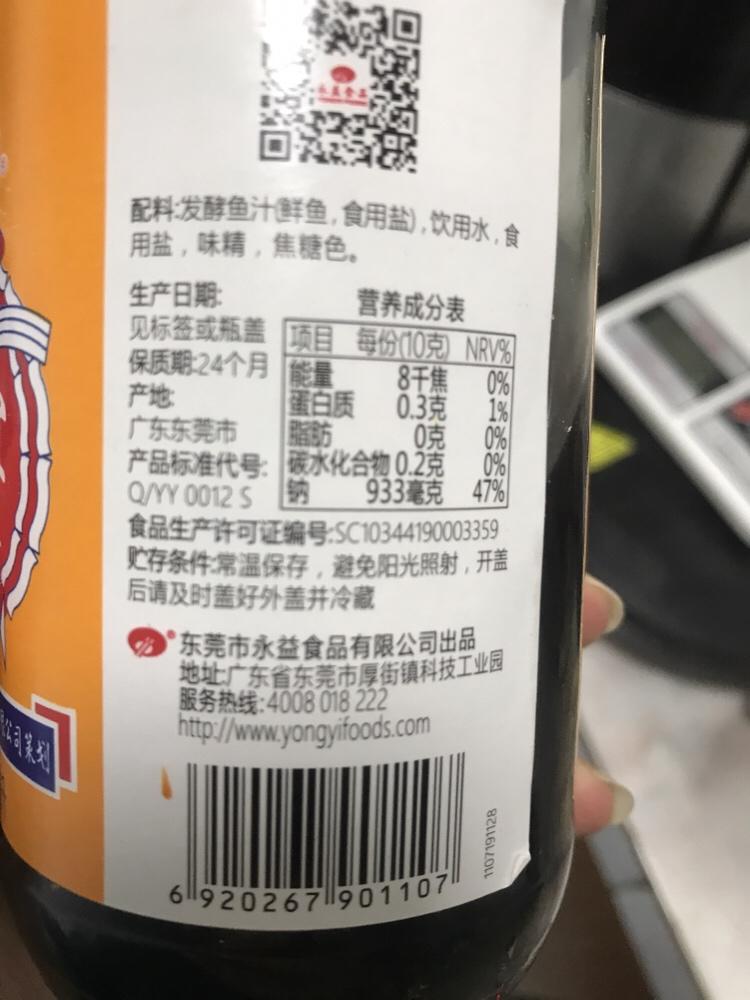 永益食品
配料:发酵鱼汁(鲜鱼,食用盐),饮用水,食
用盐,味精,焦糖色。
生产日期:
见标签或瓶盖
保质期:24个月
产地:
广东东莞市
产品标准代号:
Q/YY 0012 S
营养成分表
项目 每份(10克) NRV%
能量 8千焦 0%
蛋白质 0.3克 1%
脂肪 0克 0%
碳水化合物 0.2克 0%
钠 933毫克 47%
食品生产许可证编号:SC10344190003359
贮存条件:常温保存,避免阳光照射,开盖
后请及时盖好外盖并冷藏
东莞市永益食品有限公司出品
地址:广东省东莞市厚街镇科技工业园
服务热线:4008 018 222
http://www.yongyifoods.com
公司策划
6 920267 901107
1107191128